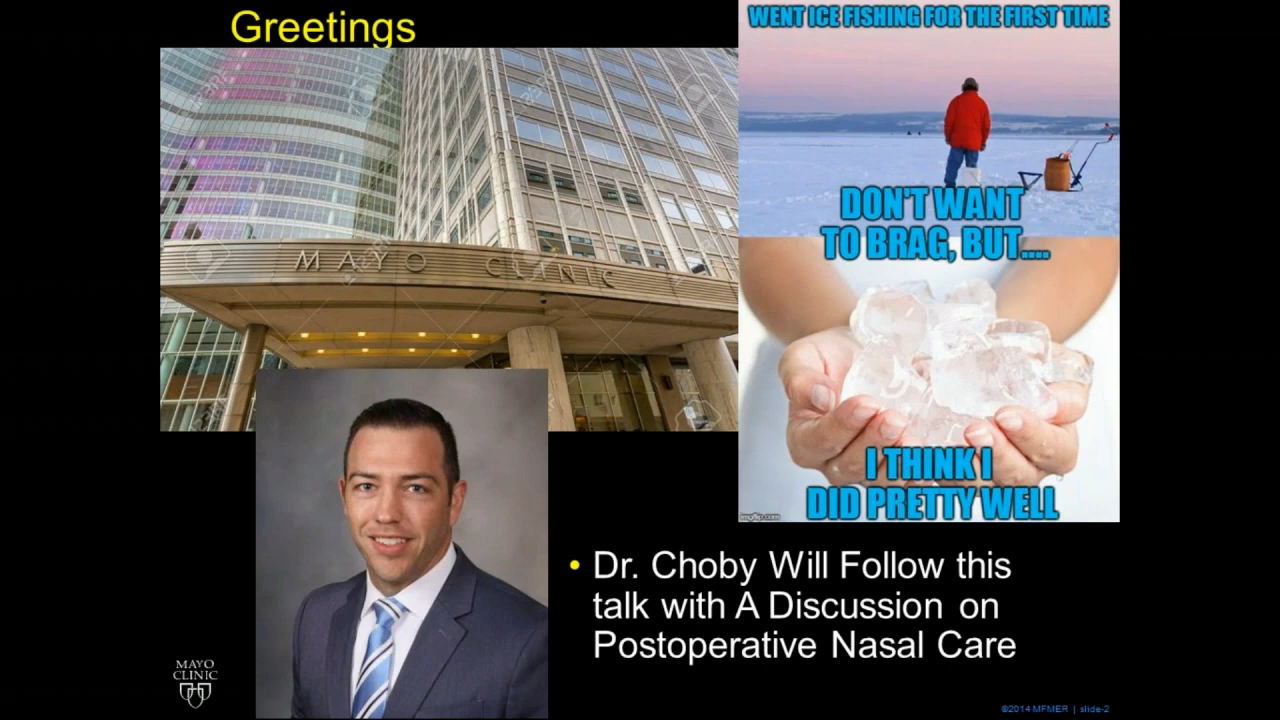 Greetings
WENT ICE FISHING FOR THE FIRST TIME
DON'T WANT
TO BRAG, BUT....
MAYO CLINIC
I THINK I
DID PRETTY WELL
imgflip.com
• Dr. Choby Will Follow this
talk with A Discussion on
Postoperative Nasal Care
MAYO
CLINIC
©2014 MFMER | slide-2